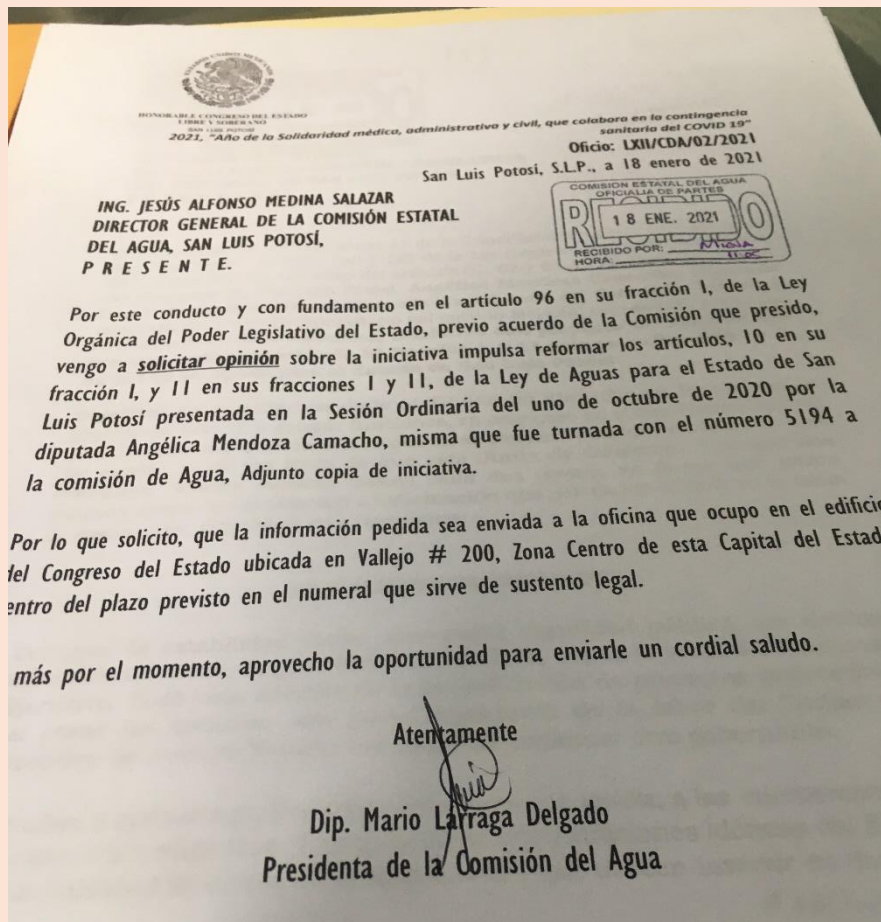 ESTADOS UNIDOS MEXICANOS
HONORABLE CONGRESO DEL ESTADO
LIBRE Y SOBERANO
SAN LUIS POTOSÍ
2021, "Año de la Solidaridad médica, administrativa y civil, que colabora en la contingencia
sanitaria del COVID 19"
Oficio: LXII/CDA/02/2021
San Luis Potosí, S.L.P., a 18 enero de 2021
COMISION ESTATAL DEL AGUA
OFICIALIA DE PARTES
RECIBIDO
18 ENE. 2021
RECIBIDO POR:
HORA: 11:05
ING. JESÚS ALFONSO MEDINA SALAZAR
DIRECTOR GENERAL DE LA COMISIÓN ESTATAL
DEL AGUA, SAN LUIS POTOSÍ,
P R E S E N T E.
Por este conducto y con fundamento en el artículo 96 en su fracción I, de la Ley
Orgánica del Poder Legislativo del Estado, previo acuerdo de la Comisión que presido,
vengo a solicitar opinión sobre la iniciativa impulsa reformar los artículos, 10 en su
fracción I, y 11 en sus fracciones I y II, de la Ley de Aguas para el Estado de San
Luis Potosí presentada en la Sesión Ordinaria del uno de octubre de 2020 por la
diputada Angélica Mendoza Camacho, misma que fue turnada con el número 5194 a
la comisión de Agua, Adjunto copia de iniciativa.
Por lo que solicito, que la información pedida sea enviada a la oficina que ocupo en el edificio
del Congreso del Estado ubicada en Vallejo # 200, Zona Centro de esta Capital del Estad
entro del plazo previsto en el numeral que sirve de sustento legal.
más por el momento, aprovecho la oportunidad para enviarle un cordial saludo.
Atentamente
Dip. Mario Lárraga Delgado
Presidenta de la Comisión del Agua